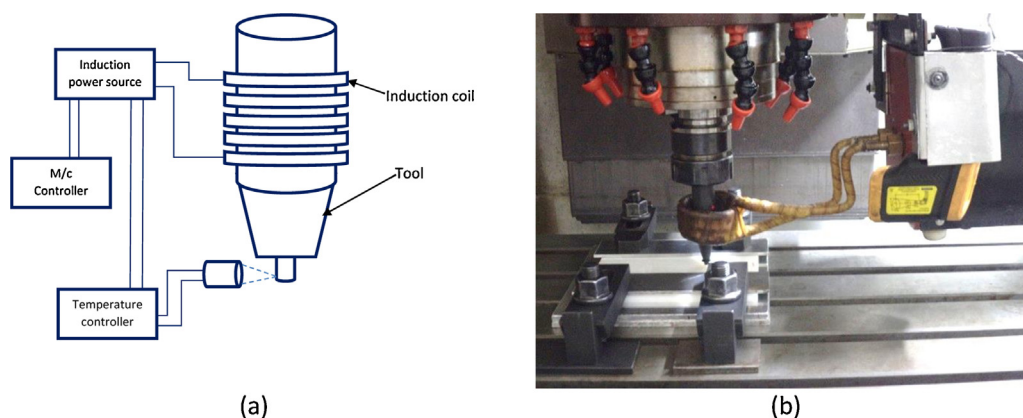 Induction
power source
Induction coil
M/c
Controller
Tool
Temperature
controller
(a)
(b)